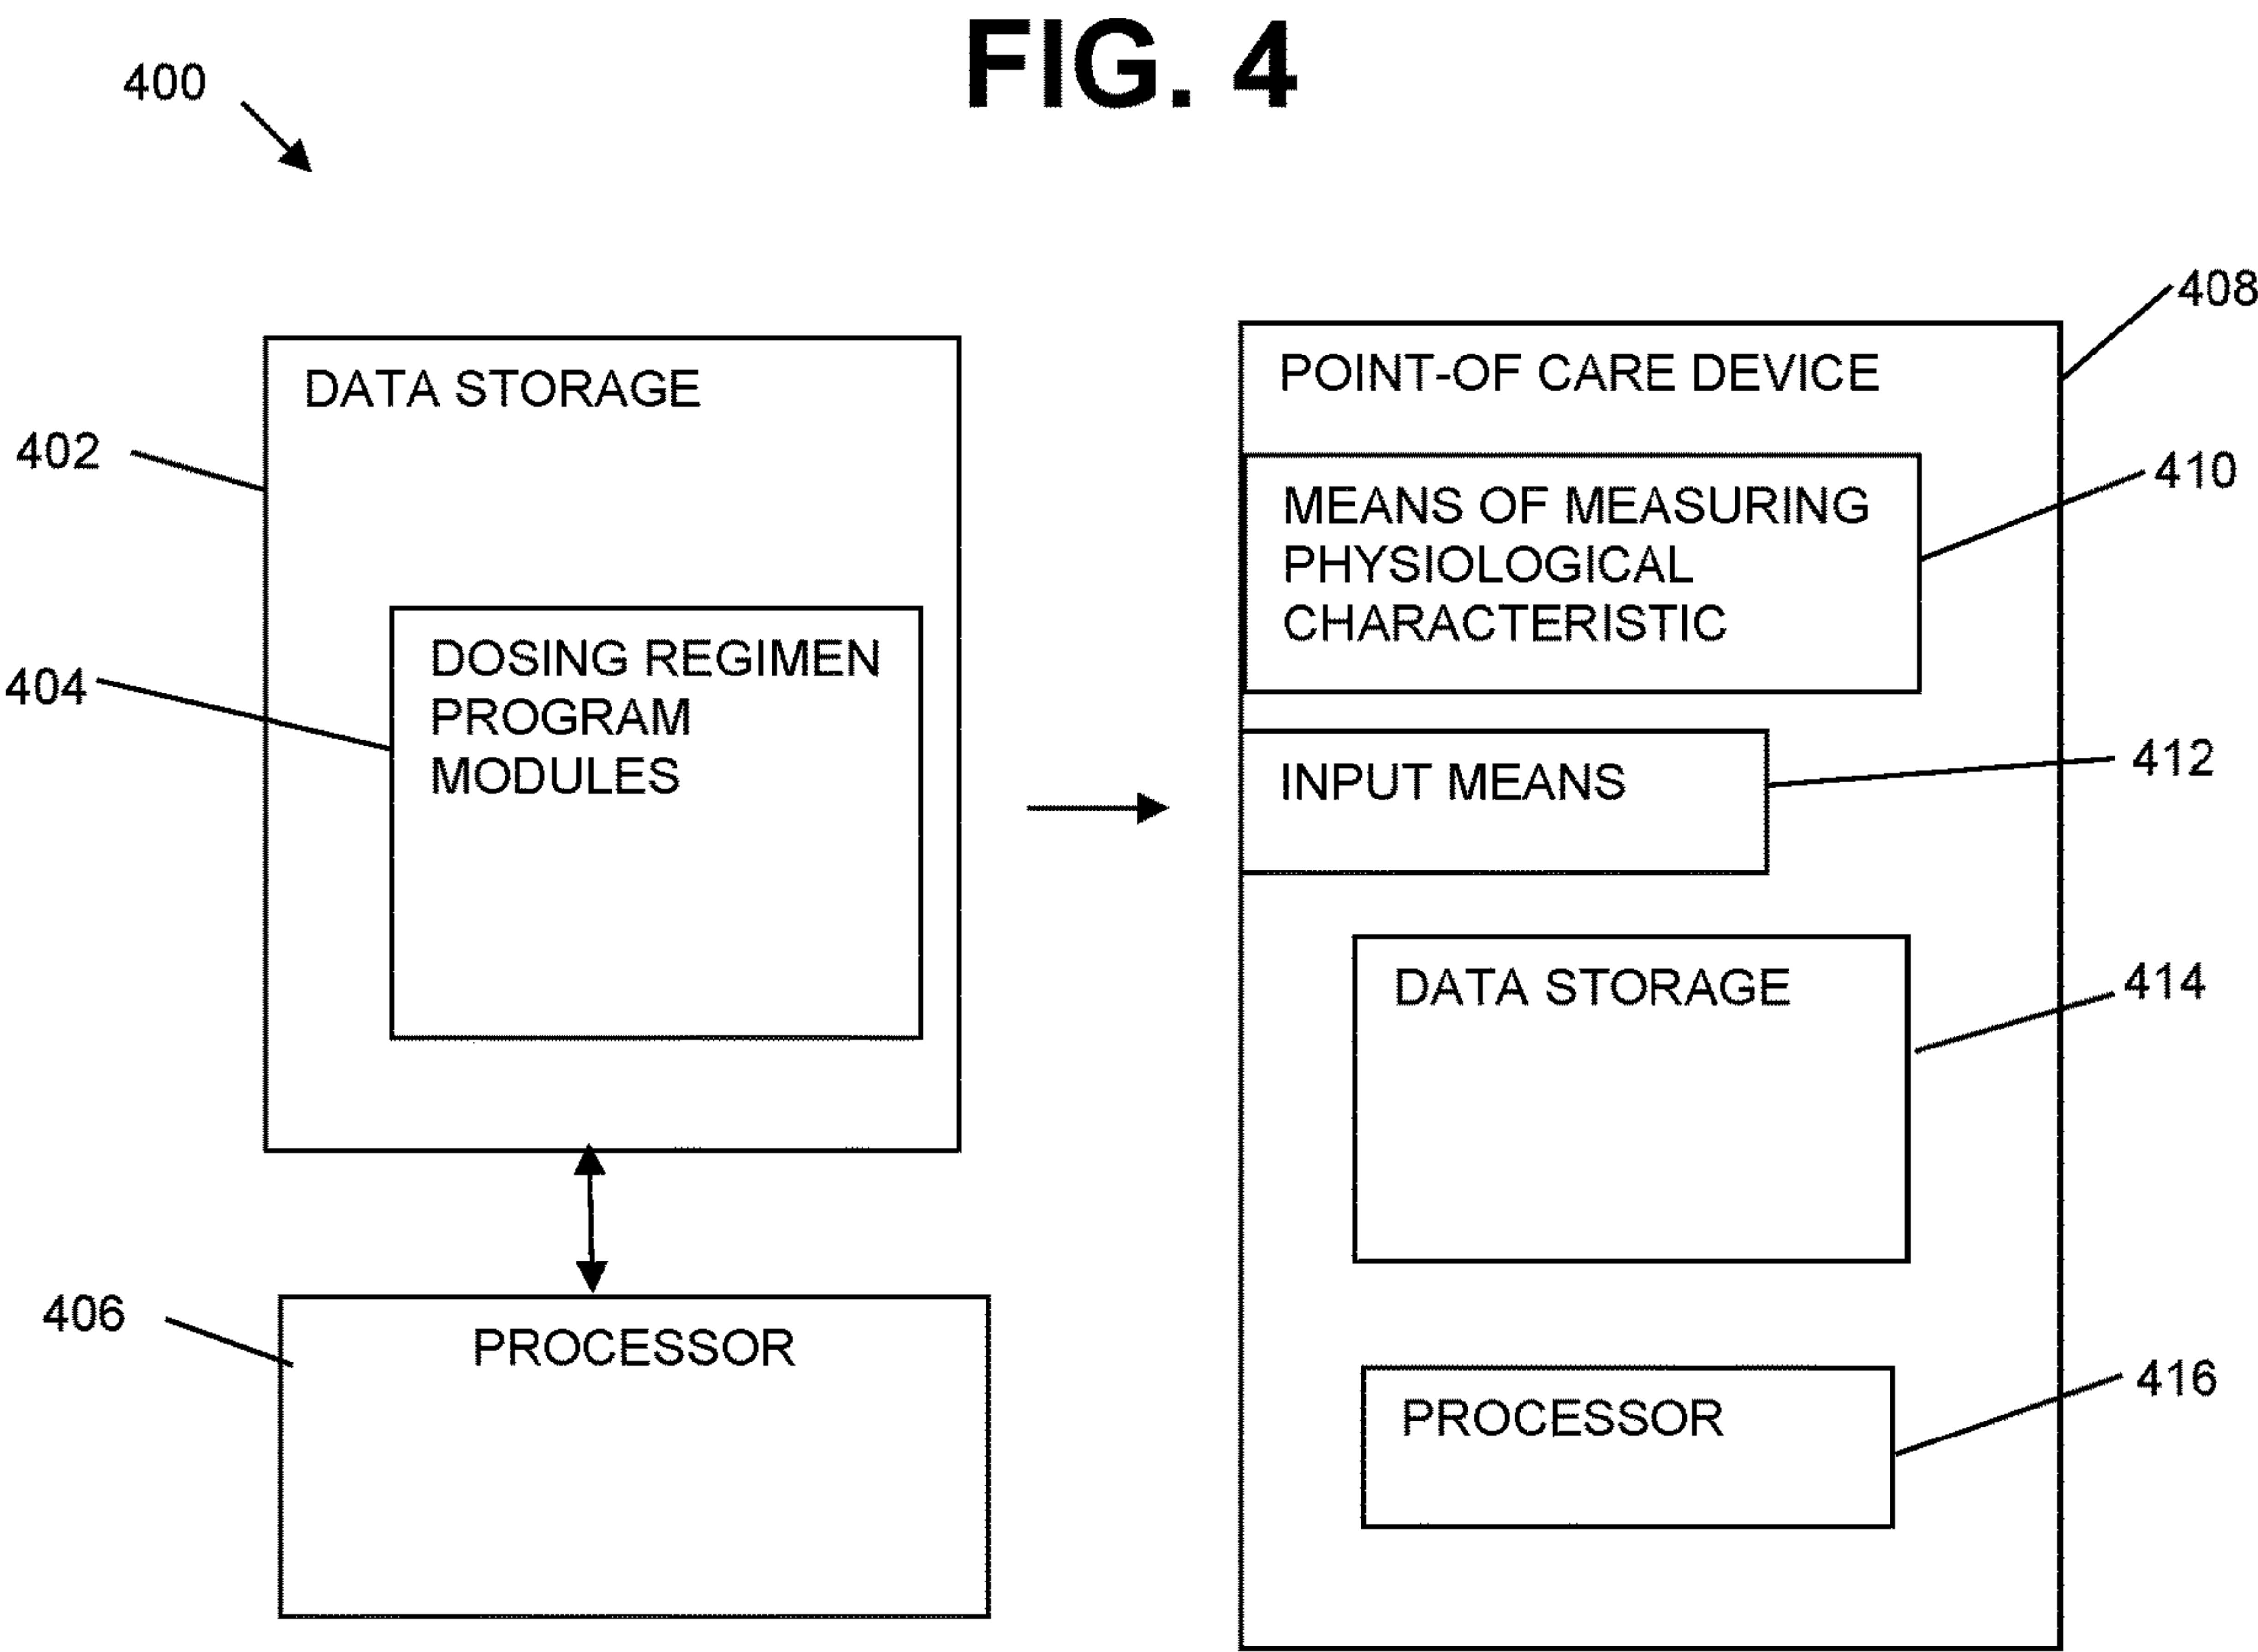 FIG. 4
400
408
POINT-OF CARE DEVICE
DATA STORAGE
402
410
MEANS OF MEASURING
PHYSIOLOGICAL
CHARACTERISTIC
404
DOSING REGIMEN
PROGRAM
MODULES
412
INPUT MEANS
414
DATA STORAGE
406
PROCESSOR
416
PROCESSOR